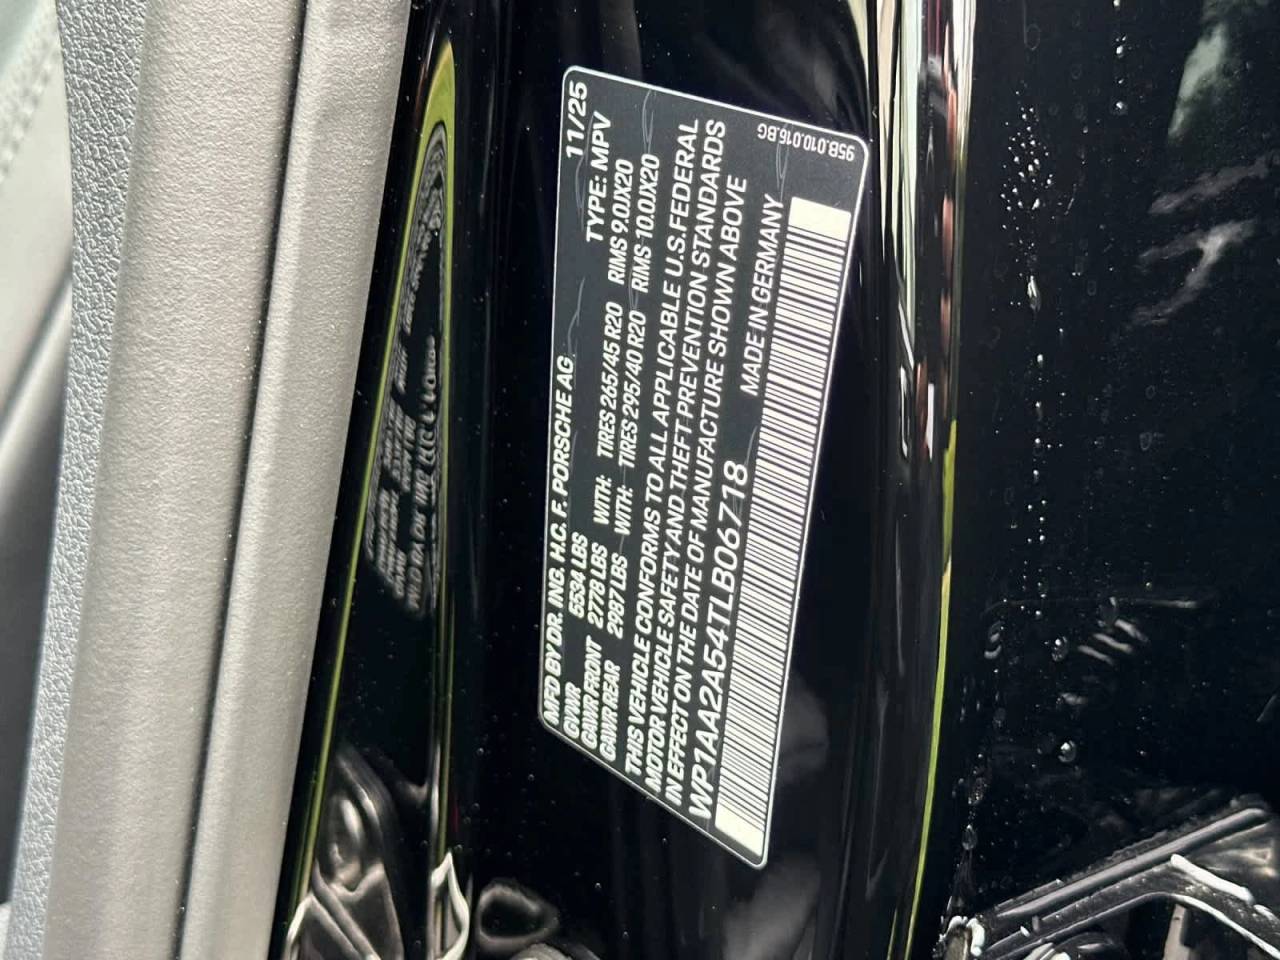 MFD BY DR. ING. H.C. F. PORSCHE AG 11/25
GVWR 5534 LBS TYPE: MPV
GAWR FRONT 2778 LBS WITH: TIRES 265/45 R20 RIMS 9.0JX20
GAWR REAR 2987 LBS WITH: TIRES 295/40 R20 RIMS 10.0JX20
THIS VEHICLE CONFORMS TO ALL APPLICABLE U.S. FEDERAL
MOTOR VEHICLE SAFETY AND THEFT PREVENTION STANDARDS
IN EFFECT ON THE DATE OF MANUFACTURE SHOWN ABOVE
WP1AA2A54TLB06718 MADE IN GERMANY
95B.010.016.BG